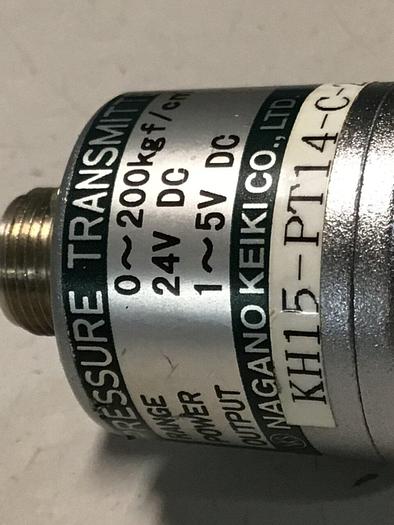 PRESSURE TRANSMITT
RANGE 0～200kgf/cm
POWER 24V DC
OUTPUT 1～5V DC
NAGANO KEIKI CO., LTD.
KH15-PT14-C-